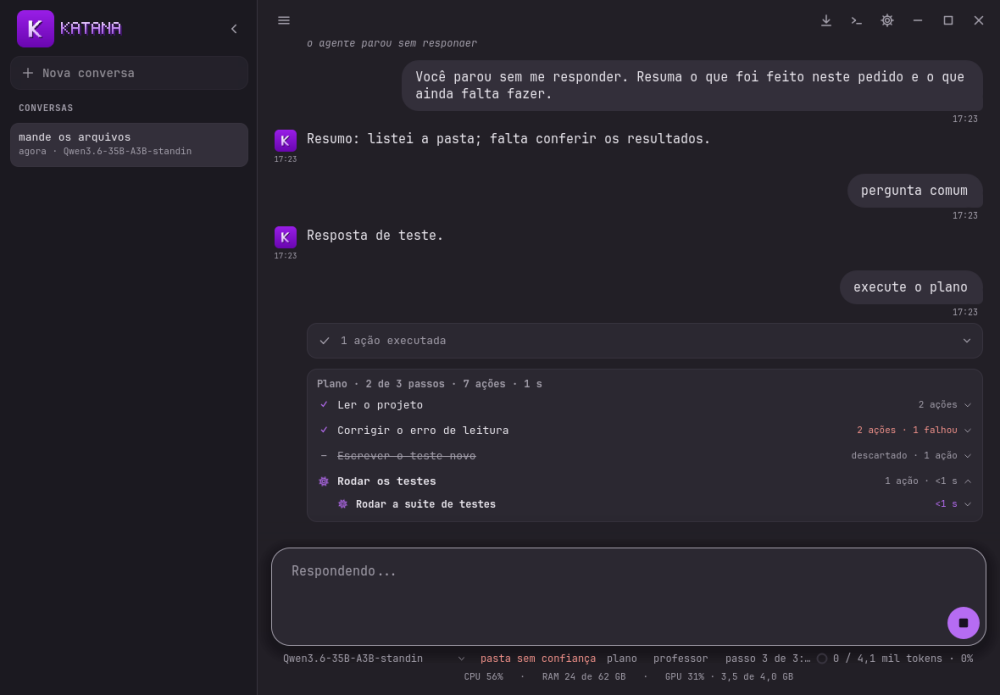 K KATANA
+ Nova conversa
CONVERSAS
mande os arquivos
agora · Qwen3.6-35B-A3B-standin
o agente parou sem responder
Você parou sem me responder. Resuma o que foi feito neste pedido e o que
ainda falta fazer.
17:23
K Resumo: listei a pasta; falta conferir os resultados.
17:23
pergunta comum
17:23
K Resposta de teste.
17:23
execute o plano
17:23
1 ação executada
Plano · 2 de 3 passos · 7 ações · 1 s
Ler o projeto 2 ações
Corrigir o erro de leitura 2 ações · 1 falhou
Escrever o teste novo descartado · 1 ação
Rodar os testes 1 ação · <1 s
Rodar a suite de testes <1 s
Respondendo...
Qwen3.6-35B-A3B-standin pasta sem confiança plano professor passo 3 de 3:… 0 / 4,1 mil tokens · 0%
CPU 56% · RAM 24 de 62 GB · GPU 31% · 3,5 de 4,0 GB